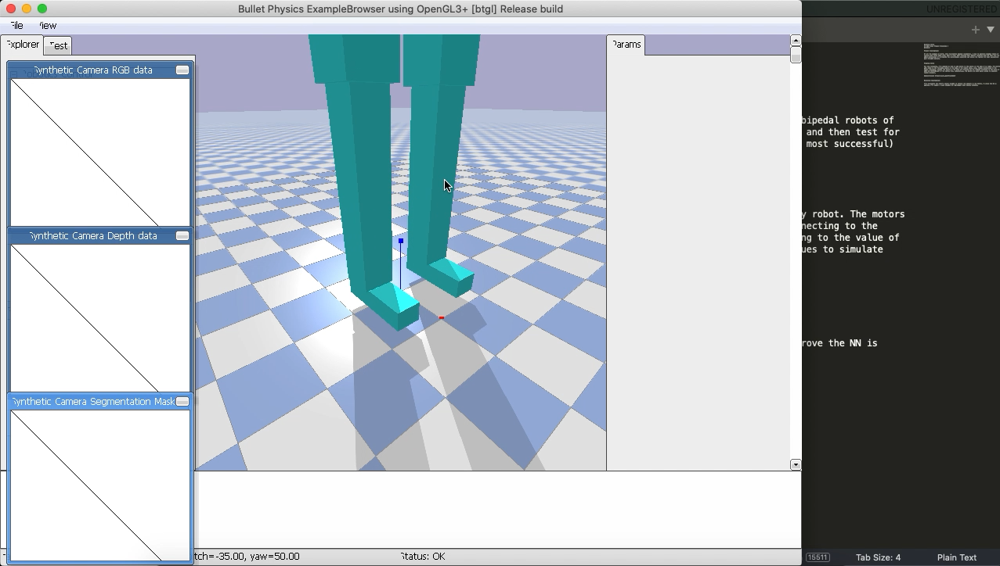 Bullet Physics ExampleBrowser using OpenGL3+ [btgl] Release build
UNREGISTERED
File View
Explorer Test
Params
Synthetic Camera RGB data
Synthetic Camera Depth data
Synthetic Camera Segmentation Mask
bipedal robots of
and then test for
most successful)
y robot. The motors
necting to the
ng to the value of
ues to simulate
rove the NN is
tch=-35.00, yaw=50.00
Status: OK
15511
Tab Size: 4
Plain Text